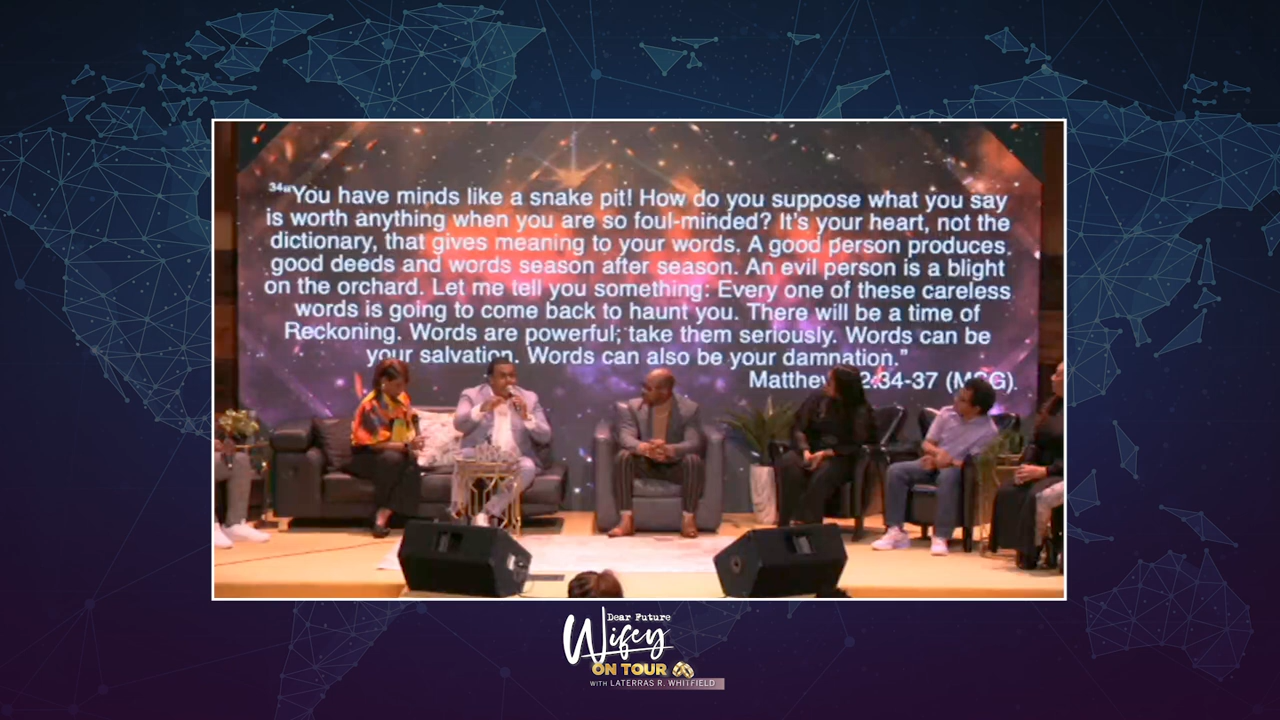 34“You have minds like a snake pit! How do you suppose what you say
is worth anything when you are so foul-minded? It's your heart, not the
dictionary, that gives meaning to your words. A good person produces
good deeds and words season after season. An evil person is a blight
on the orchard. Let me tell you something: Every one of these careless
words is going to come back to haunt you. There will be a time of
Reckoning. Words are powerful; take them seriously. Words can be
your salvation. Words can also be your damnation.”
2:34-37
Dear Future
Wifey
ON TOUR
WITH LATERRAS R. WHITFIELD